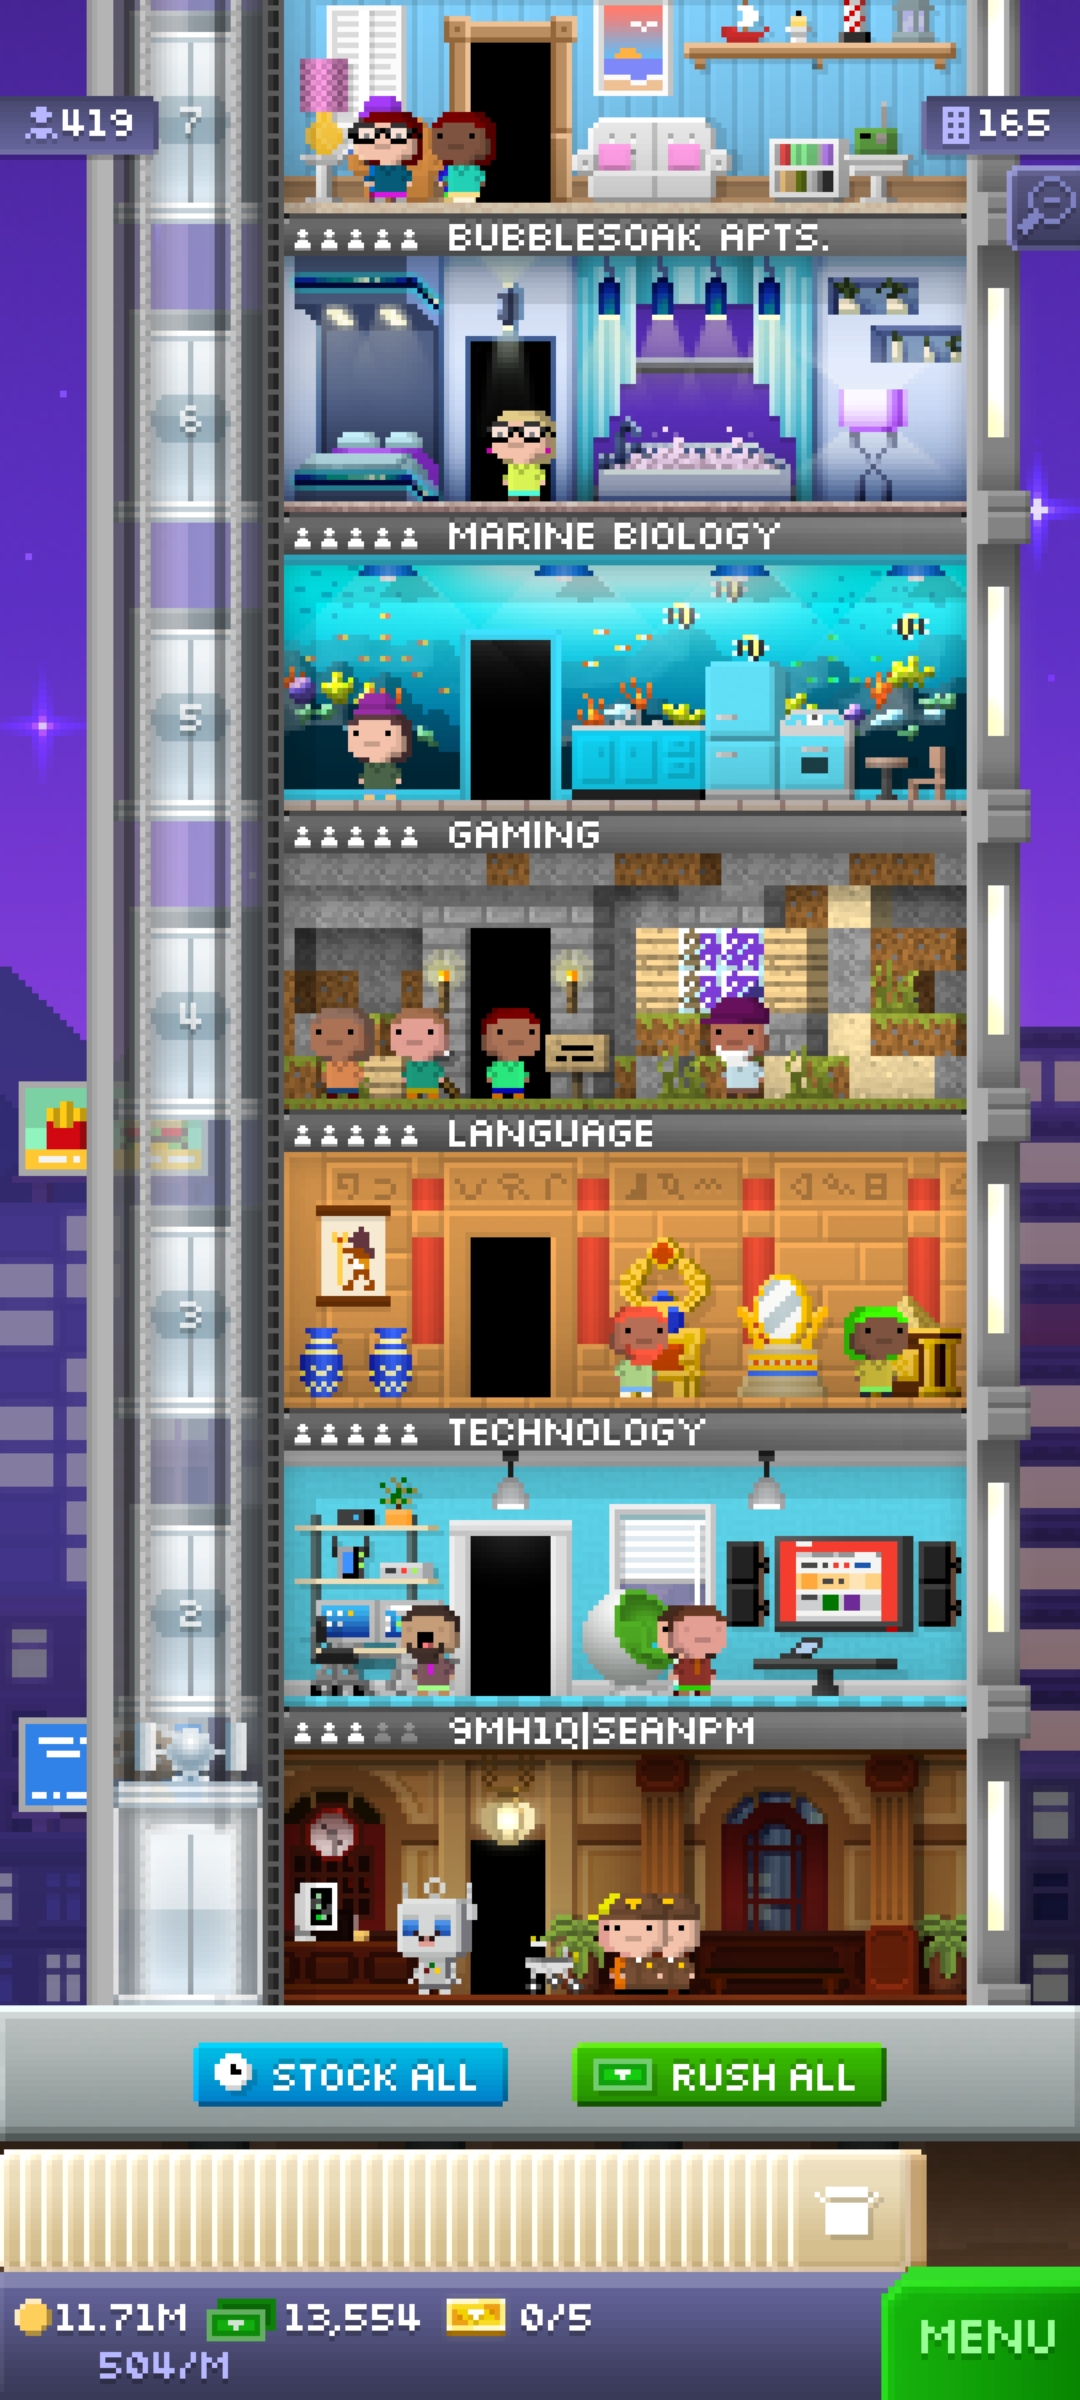 7
419
165
BUBBLESOAK APTS.
6
MARINE BIOLOGY
5
GAMING
4
LANGUAGE
3
TECHNOLOGY
2
9MH1Q|SEANPM
STOCK ALL
RUSH ALL
11.71M
13,554
0/5
504/M
MENU